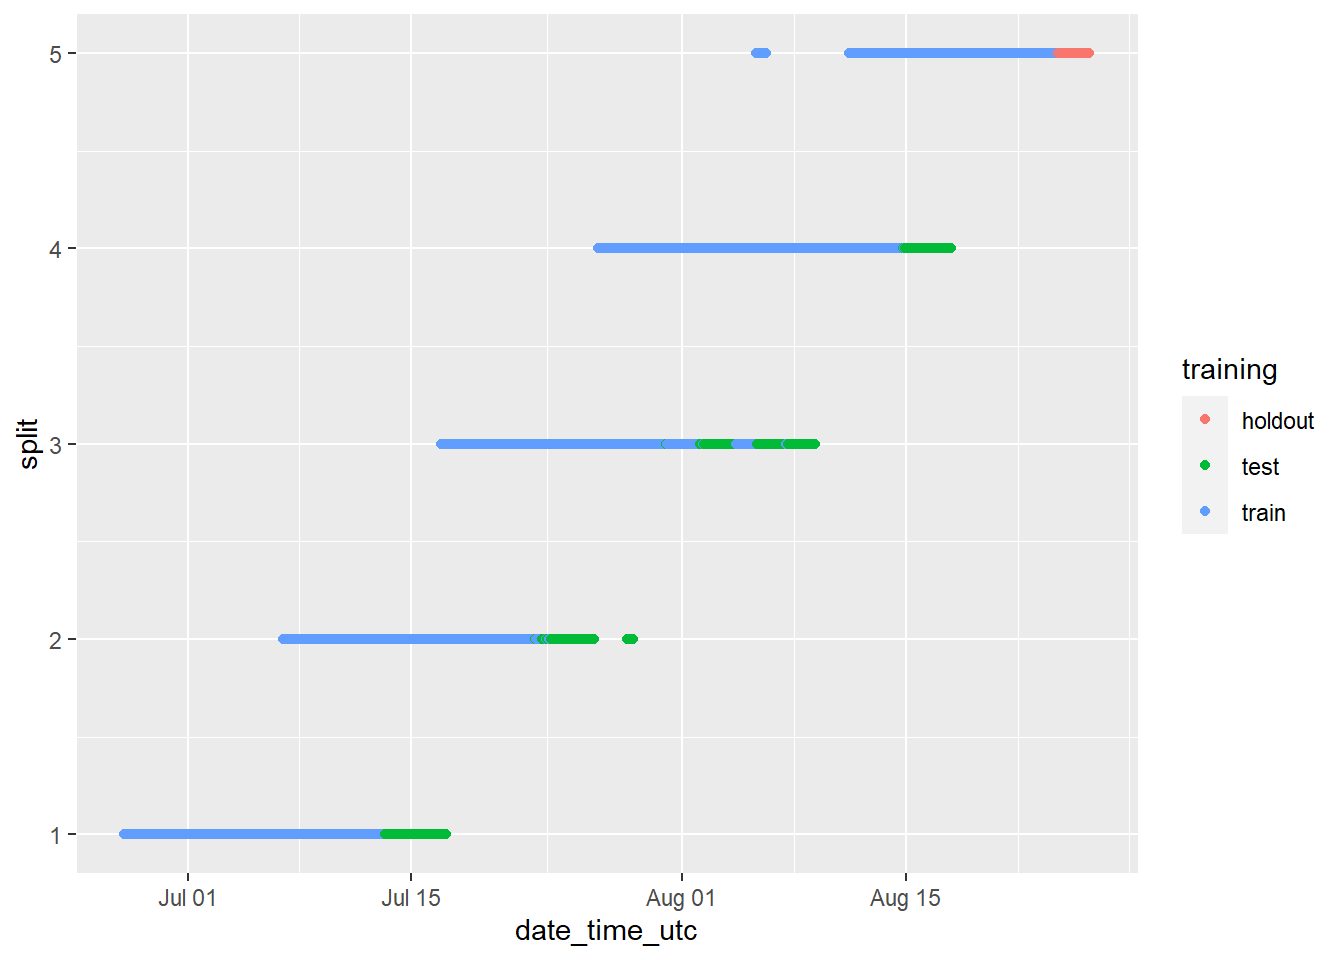 5
4
3
2
1
split
Jul 01
Jul 15
Aug 01
Aug 15
date_time_utc
training
holdout
test
train